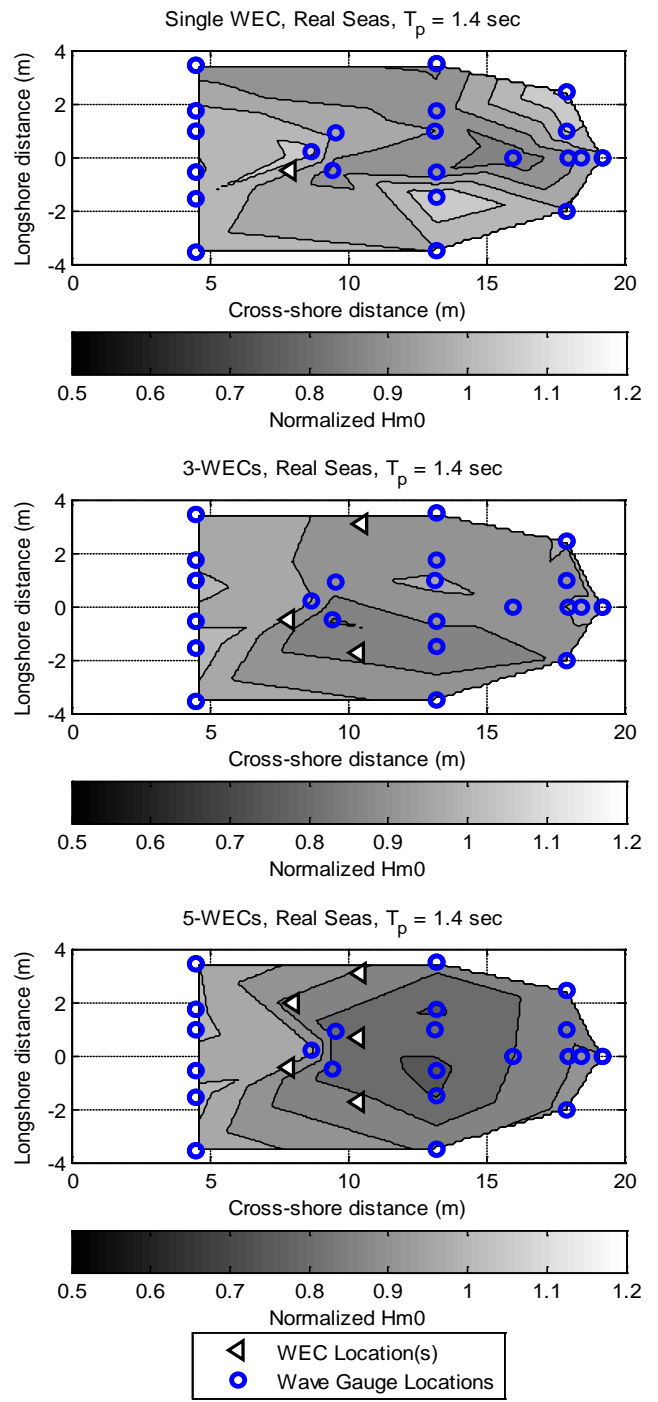 Single WEC, Real Seas, T_p = 1.4 sec
4
2
0
-2
-4
Longshore distance (m)
0 5 10 15 20
Cross-shore distance (m)
0.5 0.6 0.7 0.8 0.9 1 1.1 1.2
Normalized Hm0
3-WECs, Real Seas, T_p = 1.4 sec
4
2
0
-2
-4
Longshore distance (m)
0 5 10 15 20
Cross-shore distance (m)
0.5 0.6 0.7 0.8 0.9 1 1.1 1.2
Normalized Hm0
5-WECs, Real Seas, T_p = 1.4 sec
4
2
0
-2
-4
Longshore distance (m)
0 5 10 15 20
Cross-shore distance (m)
0.5 0.6 0.7 0.8 0.9 1 1.1 1.2
Normalized Hm0
WEC Location(s)
Wave Gauge Locations